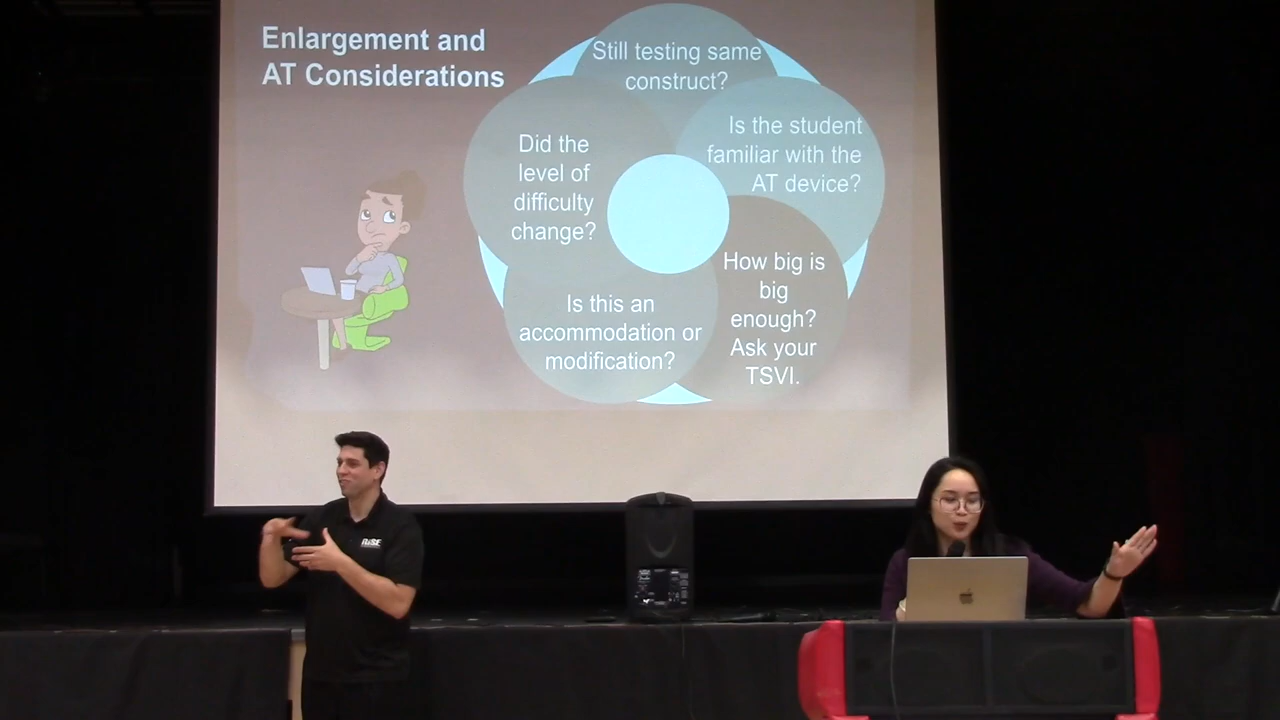 Enlargement and
AT Considerations
Still testing same
construct?
Is the student
familiar with the
AT device?
How big is
big
enough?
Ask your
TSVI.
Is this an
accommodation or
modification?
Did the
level of
difficulty
change?
RISE